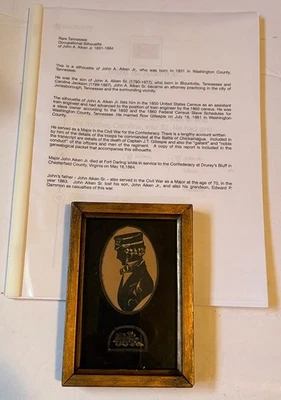 Rare Tennessee
Occupational Silhouette
of John A. Aiken Jr. 1831-1864
This is a silhouette of John A. Aiken Jr., who was born in 1831 in Washington County,
Tennessee.
He was the son of John A. Aiken Sr. (1790-1877), who was born in Blountville, Tennessee and
Caroline Jackson (1799-1887). John A. Aiken Sr. became an attorney practicing in the city of
Jonesborough, Tennessee and the surrounding vicinity.
The silhouette of John A. Aiken Jr. lists him in the 1850 United States Census as an assistant
train engineer and had advanced to the position of train engineer by the 1860 census. He was
a slave owner according to the 1850 and the 1860 Federal Census Slave Schedules for
Washington County, Tennessee. He married Rose Gillespie on July 18, 1861 in Washington
County.
He served as a Major in the Civil War for the Confederacy. There is a lengthy account written
by him of the details of the troops he commanded at the Battle of Chickamauga. Included in
the transcript are details of the death of Captain J.T. Gillespie and also the "gallant" and "noble
conduct" of the officers and men of the regiment. A copy of this report is included in the
genealogical packet that accompanies this silhouette.
Major John A. Aiken Jr. died at Fort Darling while in service to the Confederacy at Drurey's Bluff in
Chesterfield County, Virginia on May 16, 1864.
John's father - John Aiken Sr. - also served in the Civil War as a Major at the age of 70, in the
year 1863. John Aiken Sr. lost his son, John Aiken Jr., and also his grandson, Edward P.
Gammon as casualties of this war.